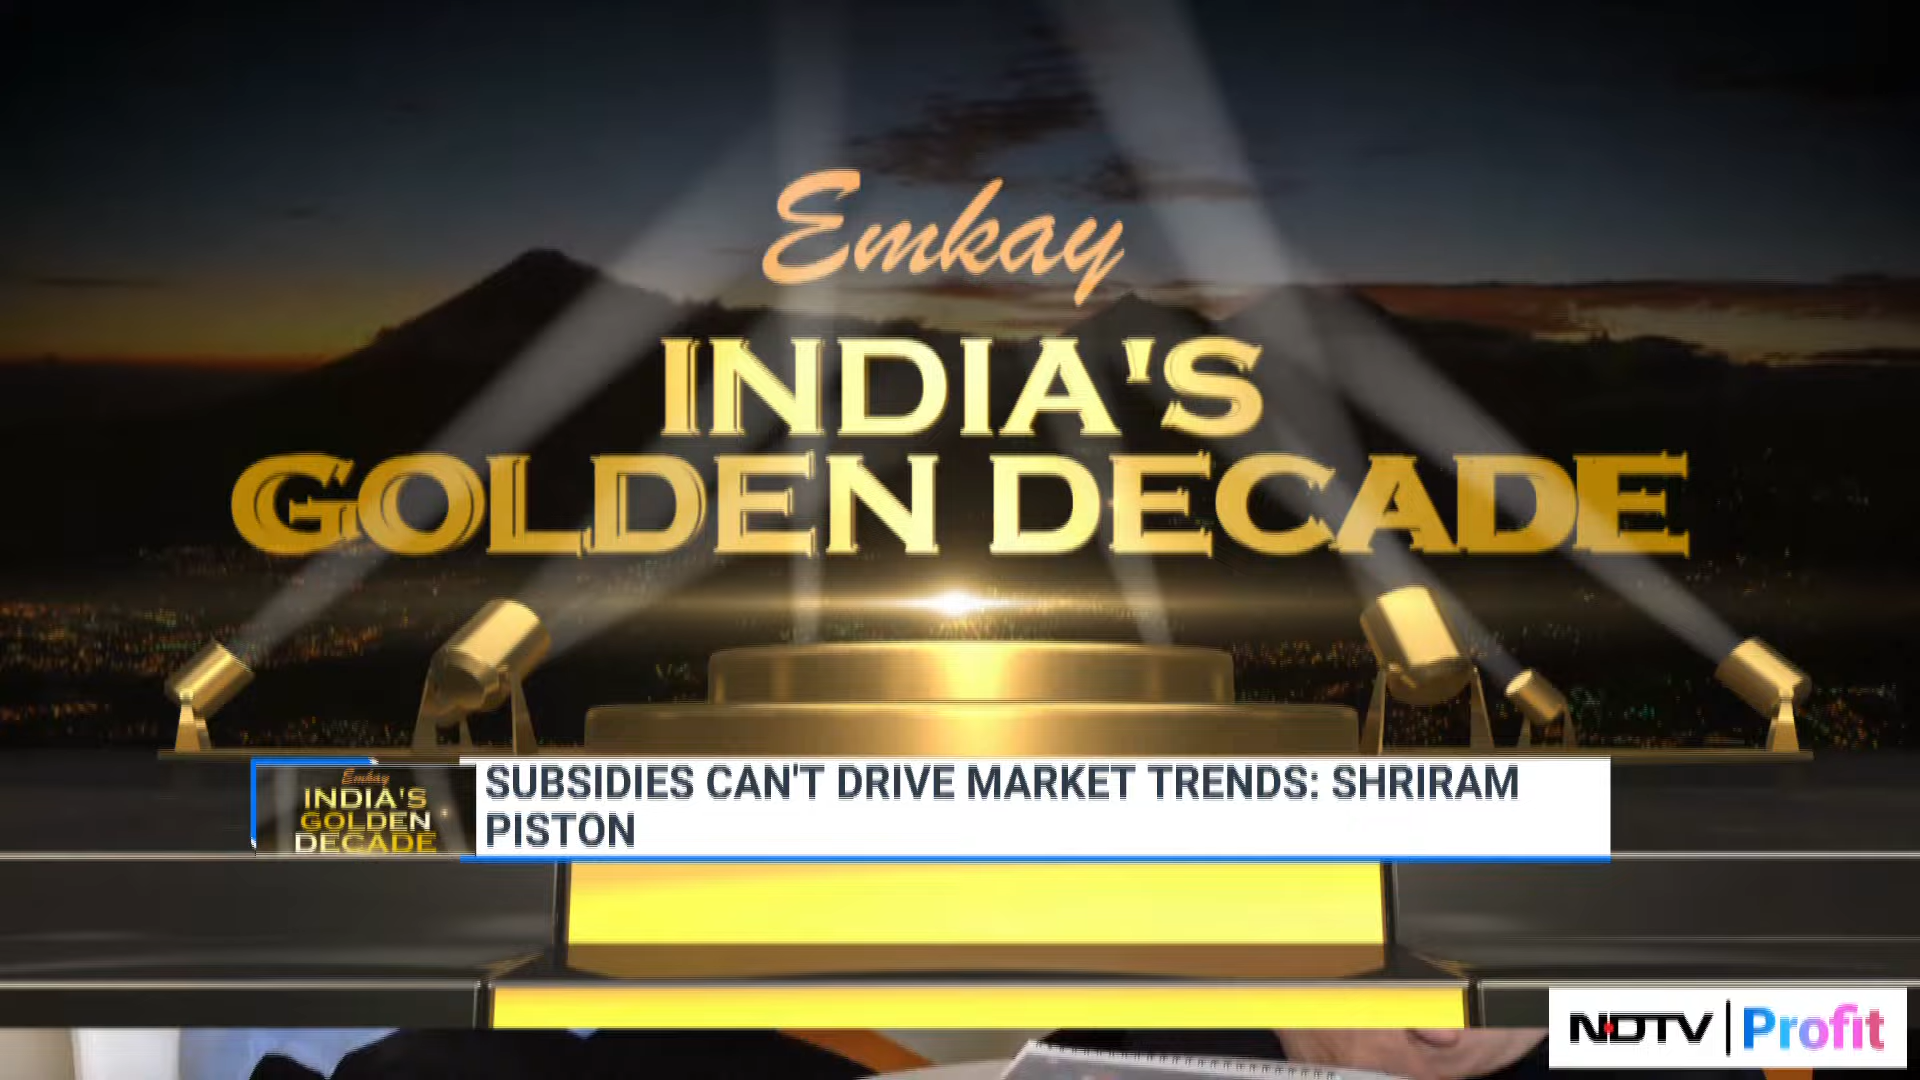 Emkay
INDIA'S
GOLDEN DECADE
Emkay
INDIA'S
GOLDEN
DECADE
SUBSIDIES CAN'T DRIVE MARKET TRENDS: SHRIRAM
PISTON
NDTV | Profit